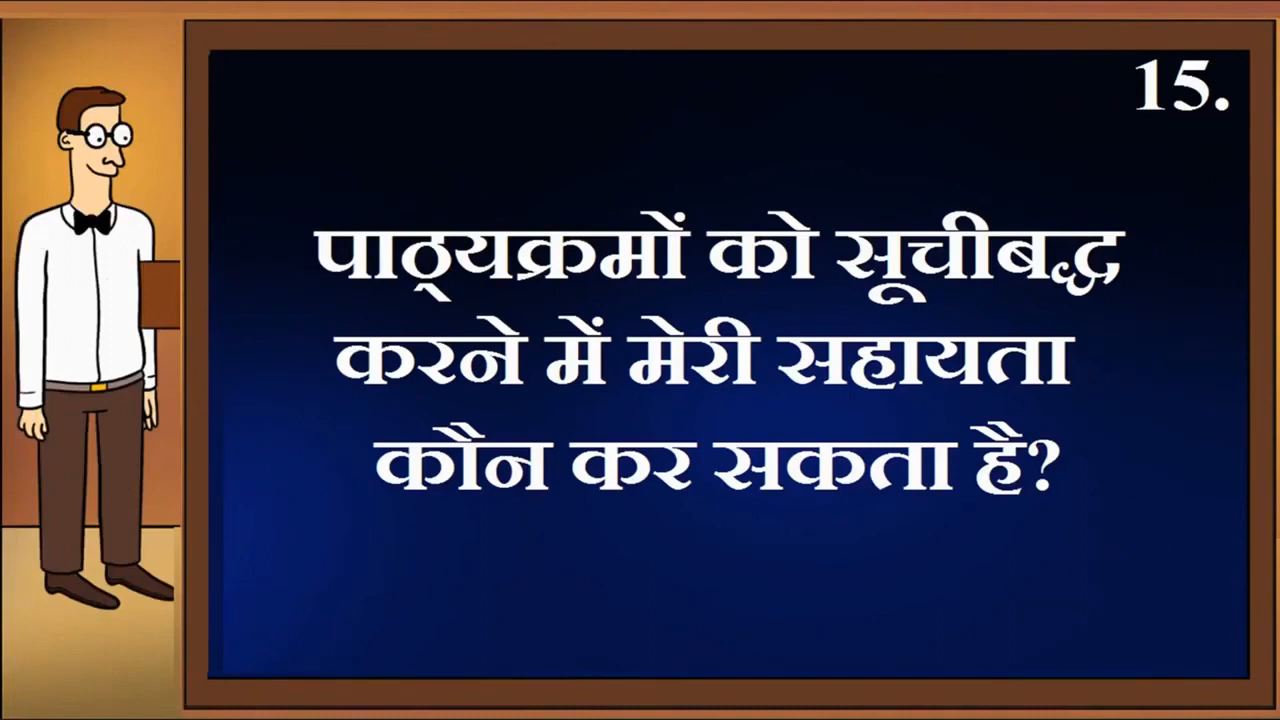 15.
पाठ्यक्रमों को सूचीबद्ध
करने में मेरी सहायता
कौन कर सकता है?